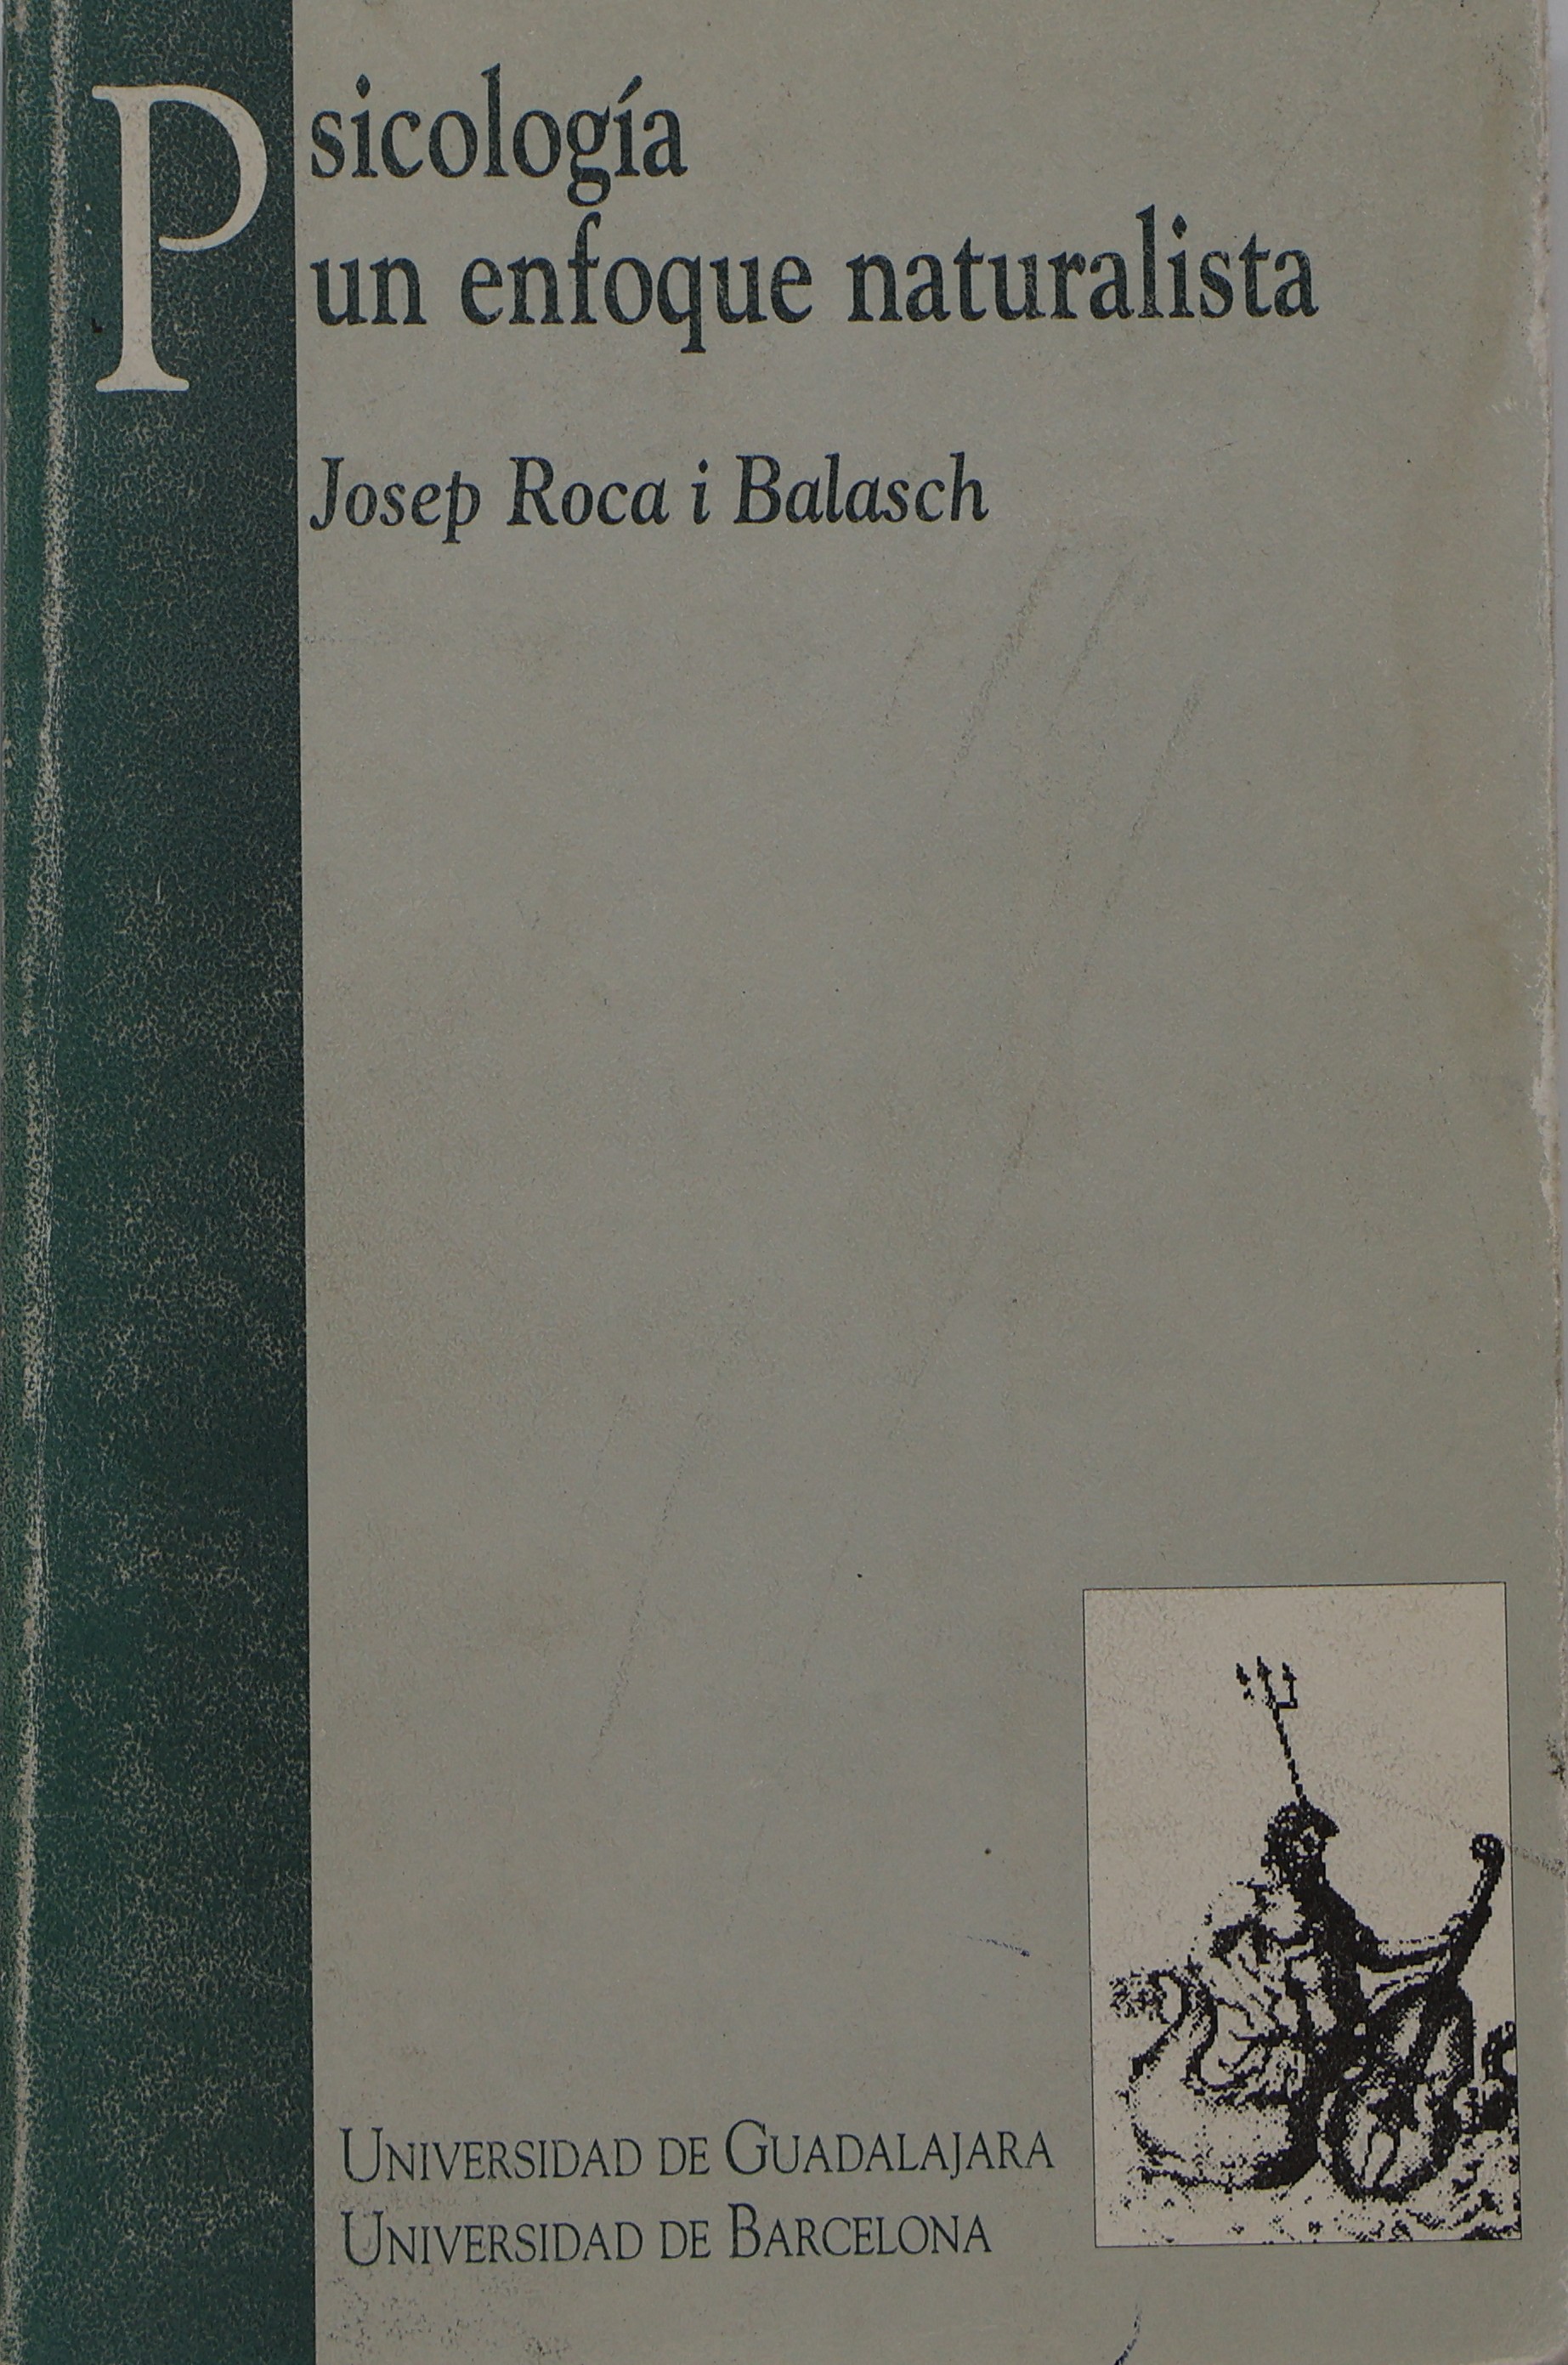 Psicología
un enfoque naturalista
Josep Roca i Balasch
UNIVERSIDAD DE GUADALAJARA
UNIVERSIDAD DE BARCELONA